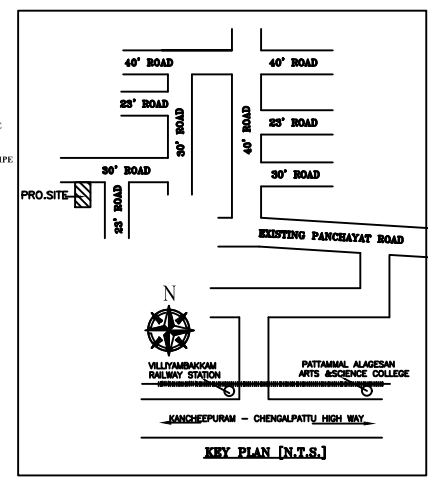 40' ROAD
40' ROAD
23' ROAD
30' ROAD
40' ROAD
23' ROAD
30' ROAD
30' ROAD
PRO.SITE
23' ROAD
EXISTING PANCHAYAT ROAD
N
VILLIYAMBAKKAM
RAILWAY STATION
PATTAMMAL ALAGESAN
ARTS &SCIENCE COLLEGE
KANCHEEPURAM - CHENGALPATTU HIGH WAY
KEY PLAN [N.T.S.]